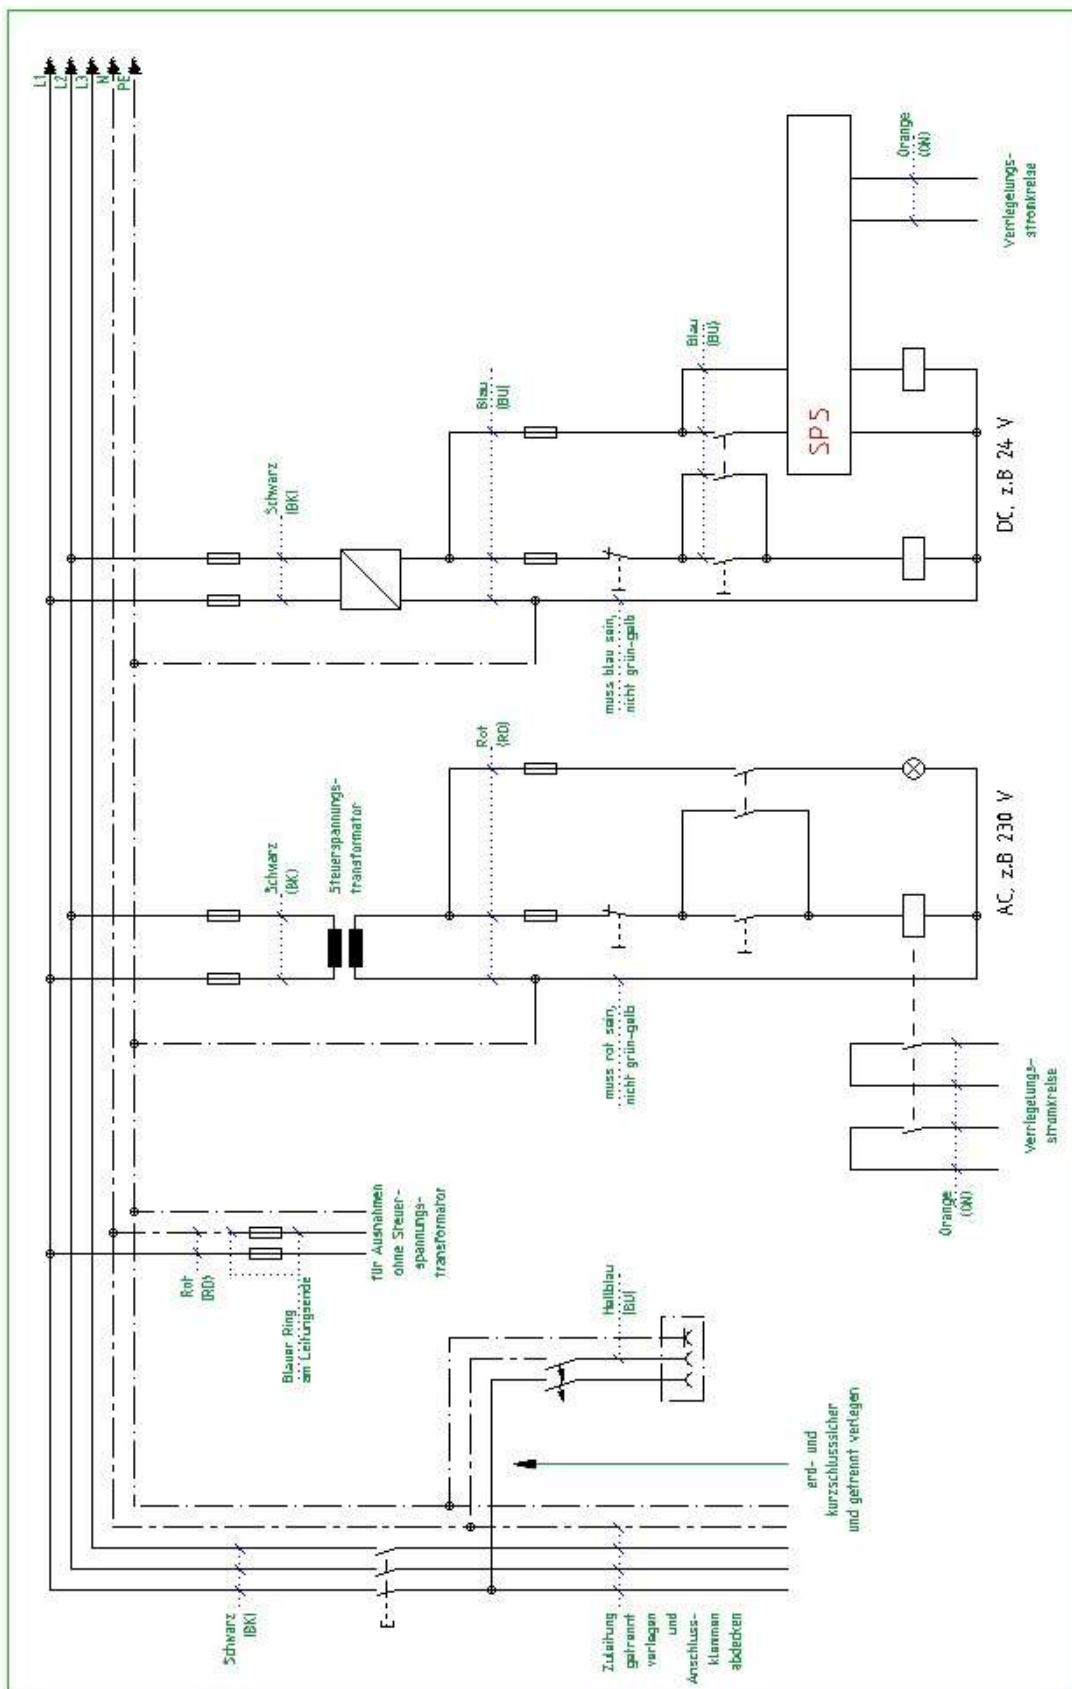 L1
L2
L3
N
PE
Schwarz
(BK)
Rot
(RD)
Blauer Ring
am Leitungsende
für Ausnahmen
ohne Steuer-
spannungs-
transformator
Schwarz
(BK)
Steuerspannungs-
transformator
Rot
(RD)
Schwarz
(BK)
Blau
(BU)
Zuleitung
getrennt
verlegen
und
Anschluss-
klemmen
abdecken
Hellblau
(BU)
muss rot sein,
nicht grün-gelb
muss blau sein,
nicht grün-gelb
Blau
(BU)
SPS
erd- und
kurzschlusssicher
und getrennt verlegen
Orange
(ON)
Orange
(ON)
Verriegelungs-
stromkreise
AC, z.B 230 V
DC, z.B 24 V
Verriegelungs-
stromkreise